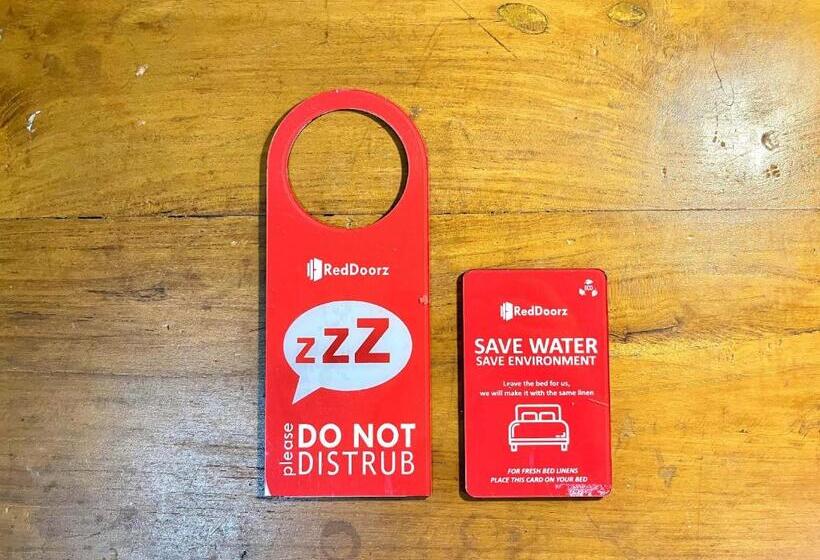 RedDoorz
zzZ
please
DO NOT
DISTRUB
ECO
RedDoorz
SAVE WATER
SAVE ENVIRONMENT
Leave the bed for us,
we will make it with the same linen
FOR FRESH BED LINENS
PLACE THIS CARD ON YOUR BED